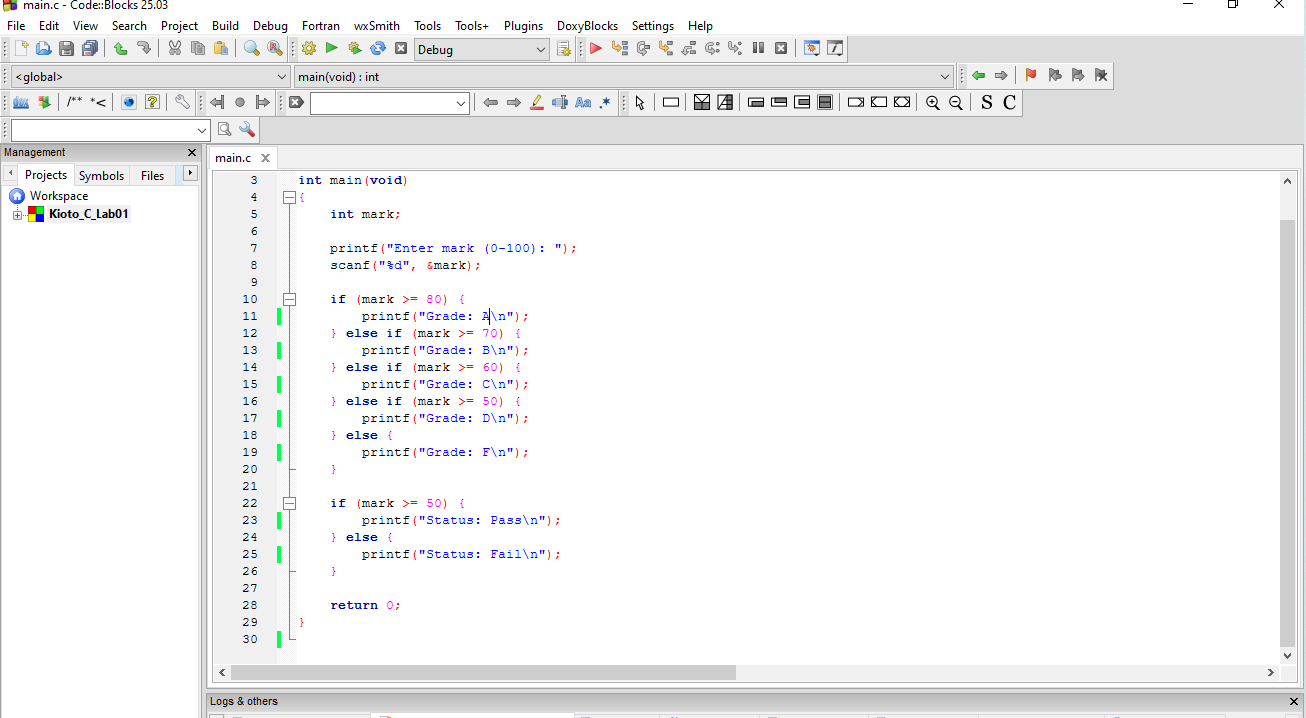 main.c - Code::Blocks 25.03
File Edit View Search Project Build Debug Fortran wxSmith Tools Tools+ Plugins DoxyBlocks Settings Help
Debug
<global> main(void) : int
/** *< ? Aa .* S C
Management
main.c
Projects Symbols Files
Workspace
Kioto_C_Lab01
3 int main(void)
4 {
5     int mark;
6
7     printf("Enter mark (0-100): ");
8     scanf("%d", &mark);
9
10     if (mark >= 80) {
11         printf("Grade: A\n");
12     } else if (mark >= 70) {
13         printf("Grade: B\n");
14     } else if (mark >= 60) {
15         printf("Grade: C\n");
16     } else if (mark >= 50) {
17         printf("Grade: D\n");
18     } else {
19         printf("Grade: F\n");
20     }
21
22     if (mark >= 50) {
23         printf("Status: Pass\n");
24     } else {
25         printf("Status: Fail\n");
26     }
27
28     return 0;
29 }
30
Logs & others